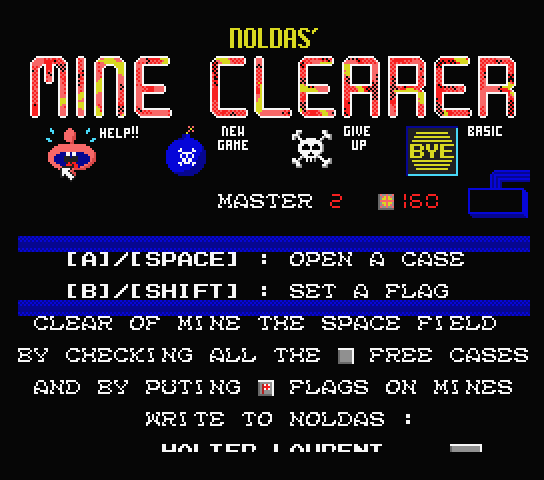 NOLDAS'
MINE CLEARER
HELP!!
NEW GAME
GIVE UP
BYE
BASIC
MASTER 2 160
[A]/[SPACE] : OPEN A CASE
[B]/[SHIFT] : SET A FLAG
CLEAR OF MINE THE SPACE FIELD
BY CHECKING ALL THE FREE CASES
AND BY PUTING FLAGS ON MINES
WRITE TO NOLDAS :
HOLTER LAURENT